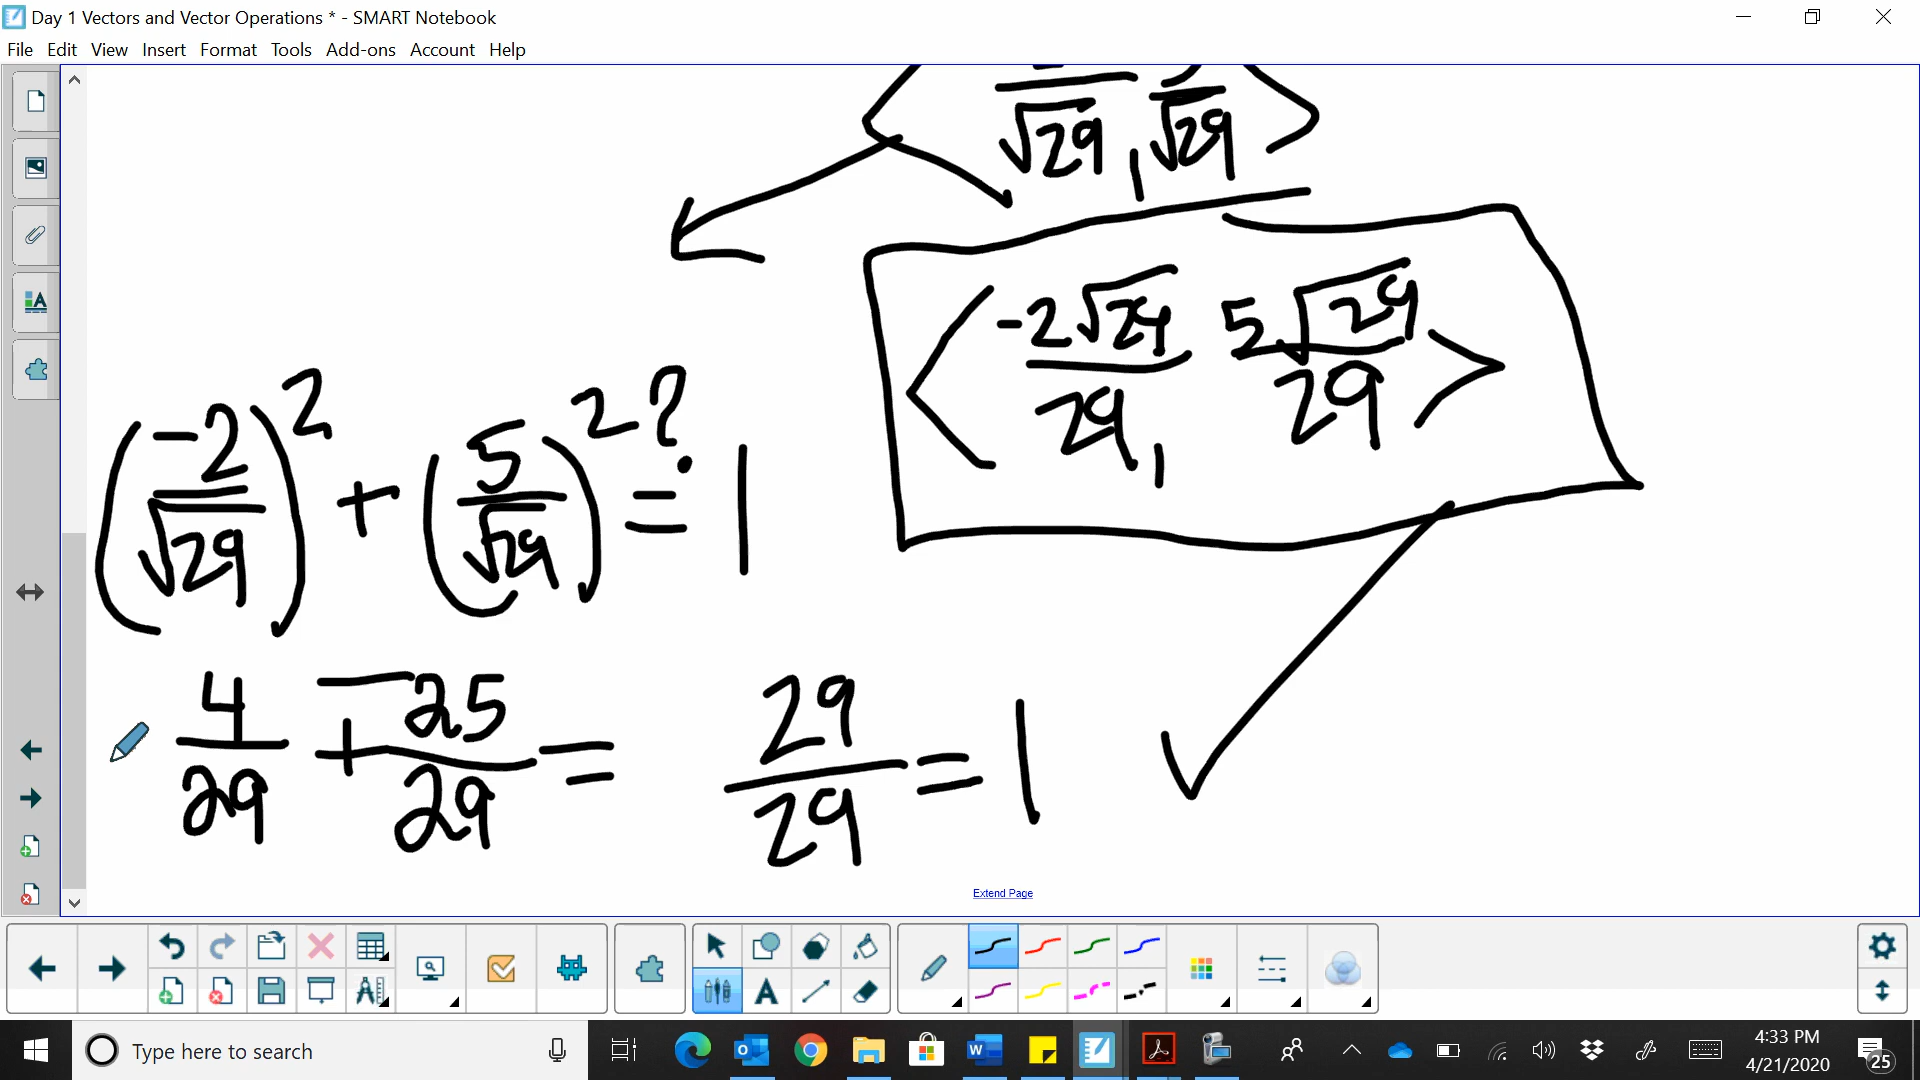 Day 1 Vectors and Vector Operations * - SMART Notebook
File Edit View Insert Format Tools Add-ons Account Help
√29 , √29
< -2√29 / 29 , 5√29 / 29 >
(-2/√29)2 + (5/√29)2 ?= 1
4/29 + 25/29 = 29/29 = 1
Extend Page
Type here to search
4:33 PM
4/21/2020
25